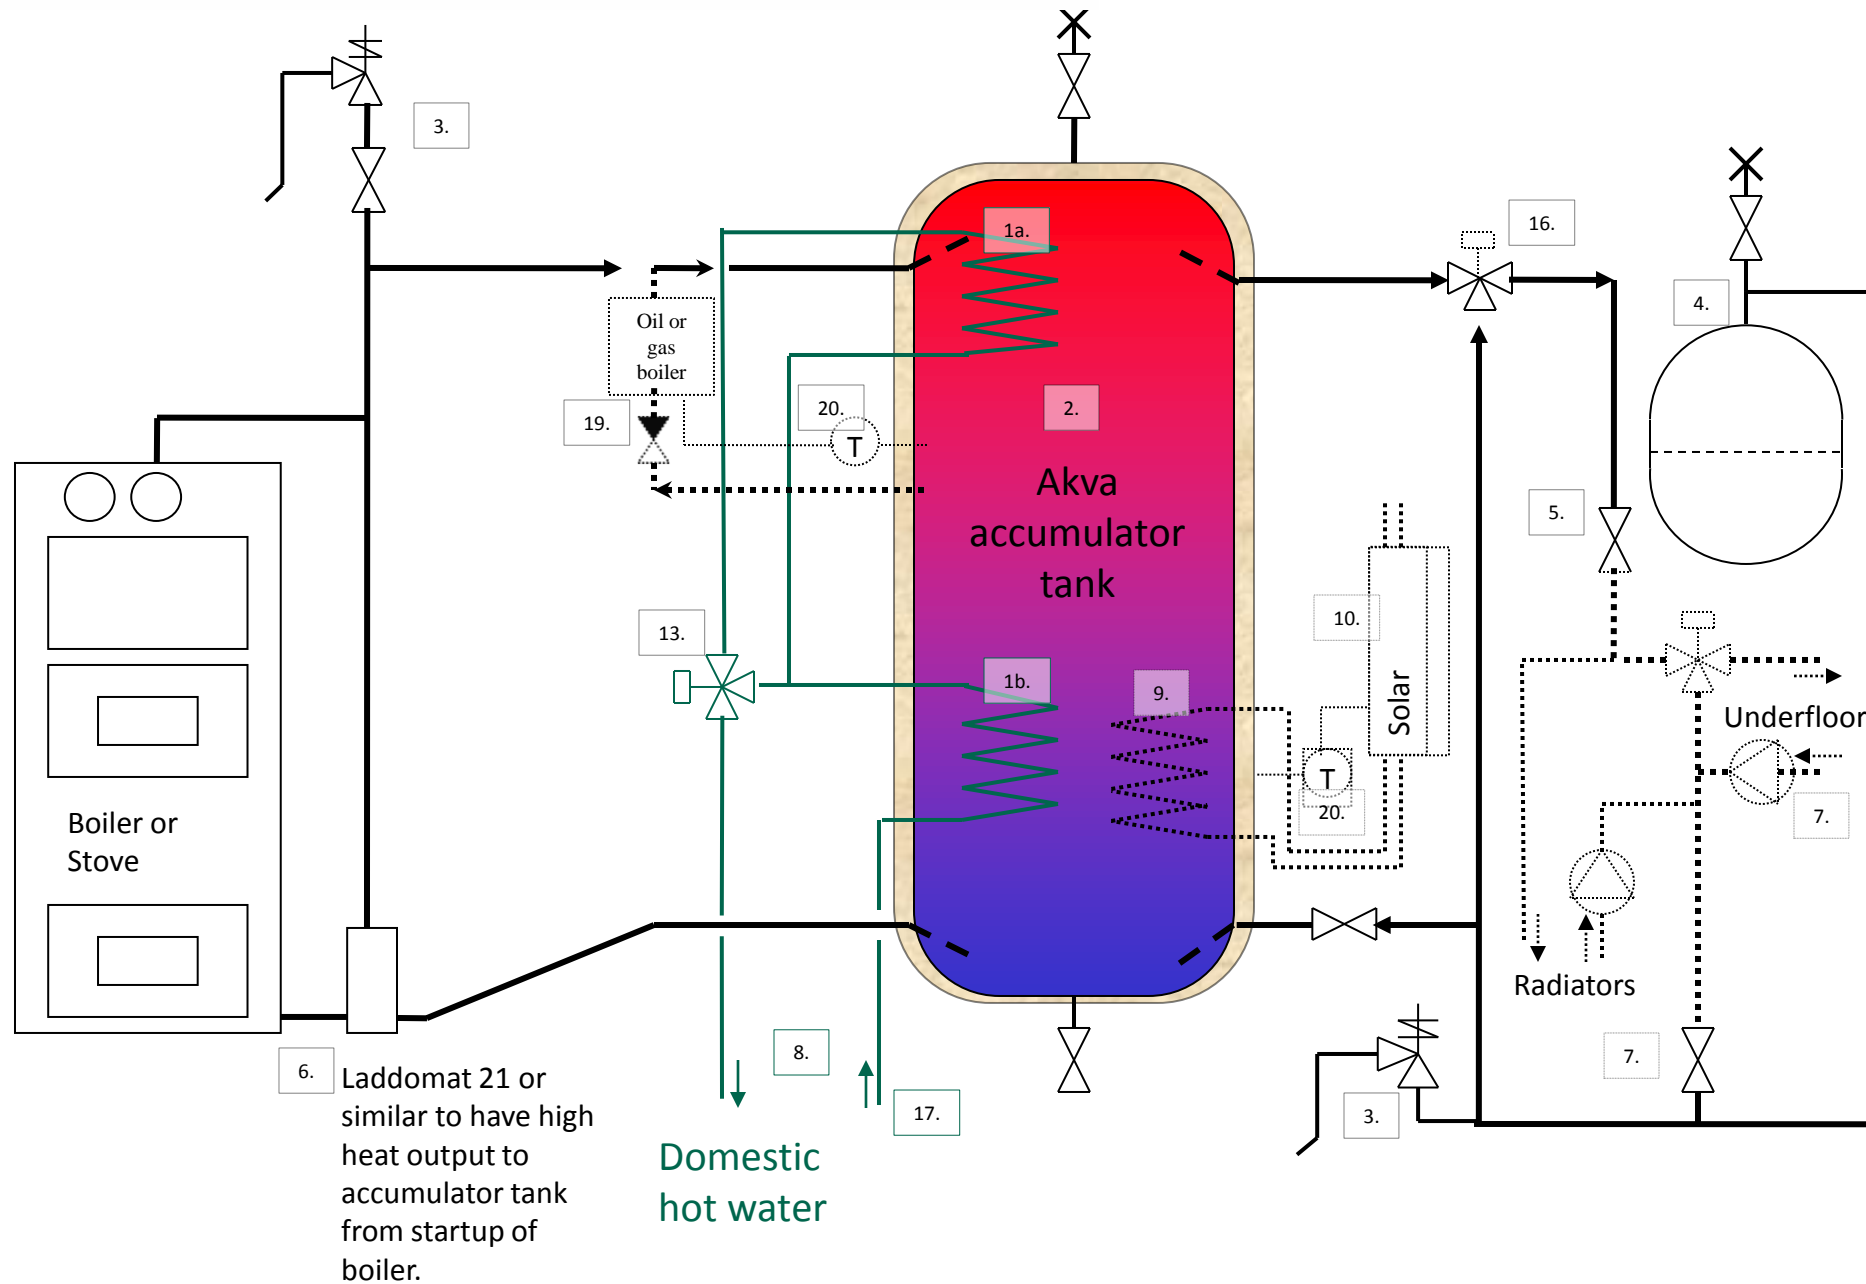 3.
1a.
16.
4.
Oil or
gas
boiler
19.
20.
T
2.
Akva
accumulator
tank
5.
10.
Solar
13.
1b.
9.
T
20.
Underfloor
7.
Boiler or
Stove
Radiators
8.
17.
3.
7.
6.
Laddomat 21 or
similar to have high
heat output to
accumulator tank
from startup of
boiler.
Domestic
hot water